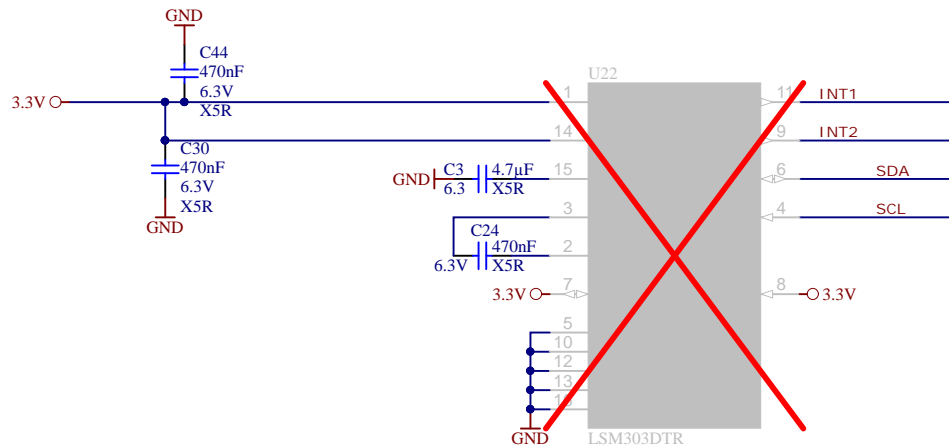 GND
C44
470nF
6.3V
X5R
3.3V
C30
470nF
6.3V
X5R
GND
C3 4.7µF
GND 6.3 X5R
C24
470nF
6.3V X5R
3.3V
GND
U22
1
14
15
3
2
7
5
10
12
13
11
9
6
4
8
INT1
INT2
SDA
SCL
3.3V
LSM303DTR